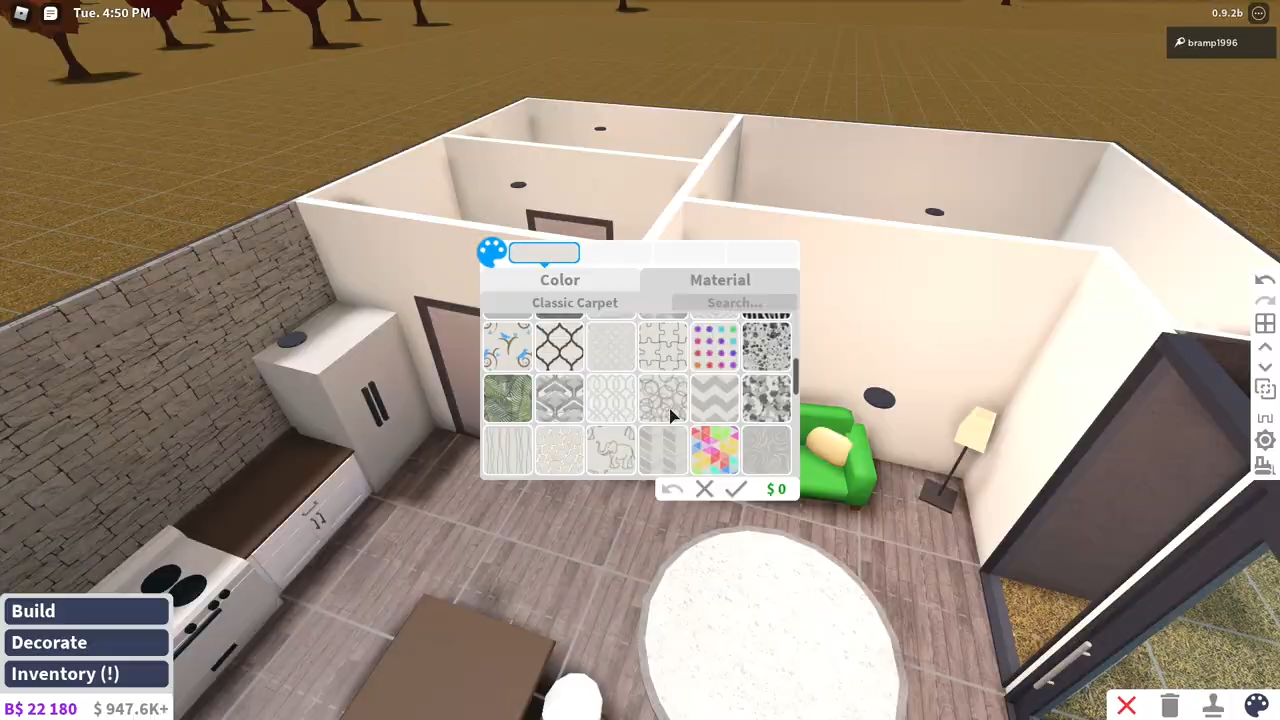 Tue. 4:50 PM
0.9.2b
bramp1996
Color
Material
Classic Carpet
Search...
$ 0
Build
Decorate
Inventory (!)
B$ 22 180
$ 947.6K+